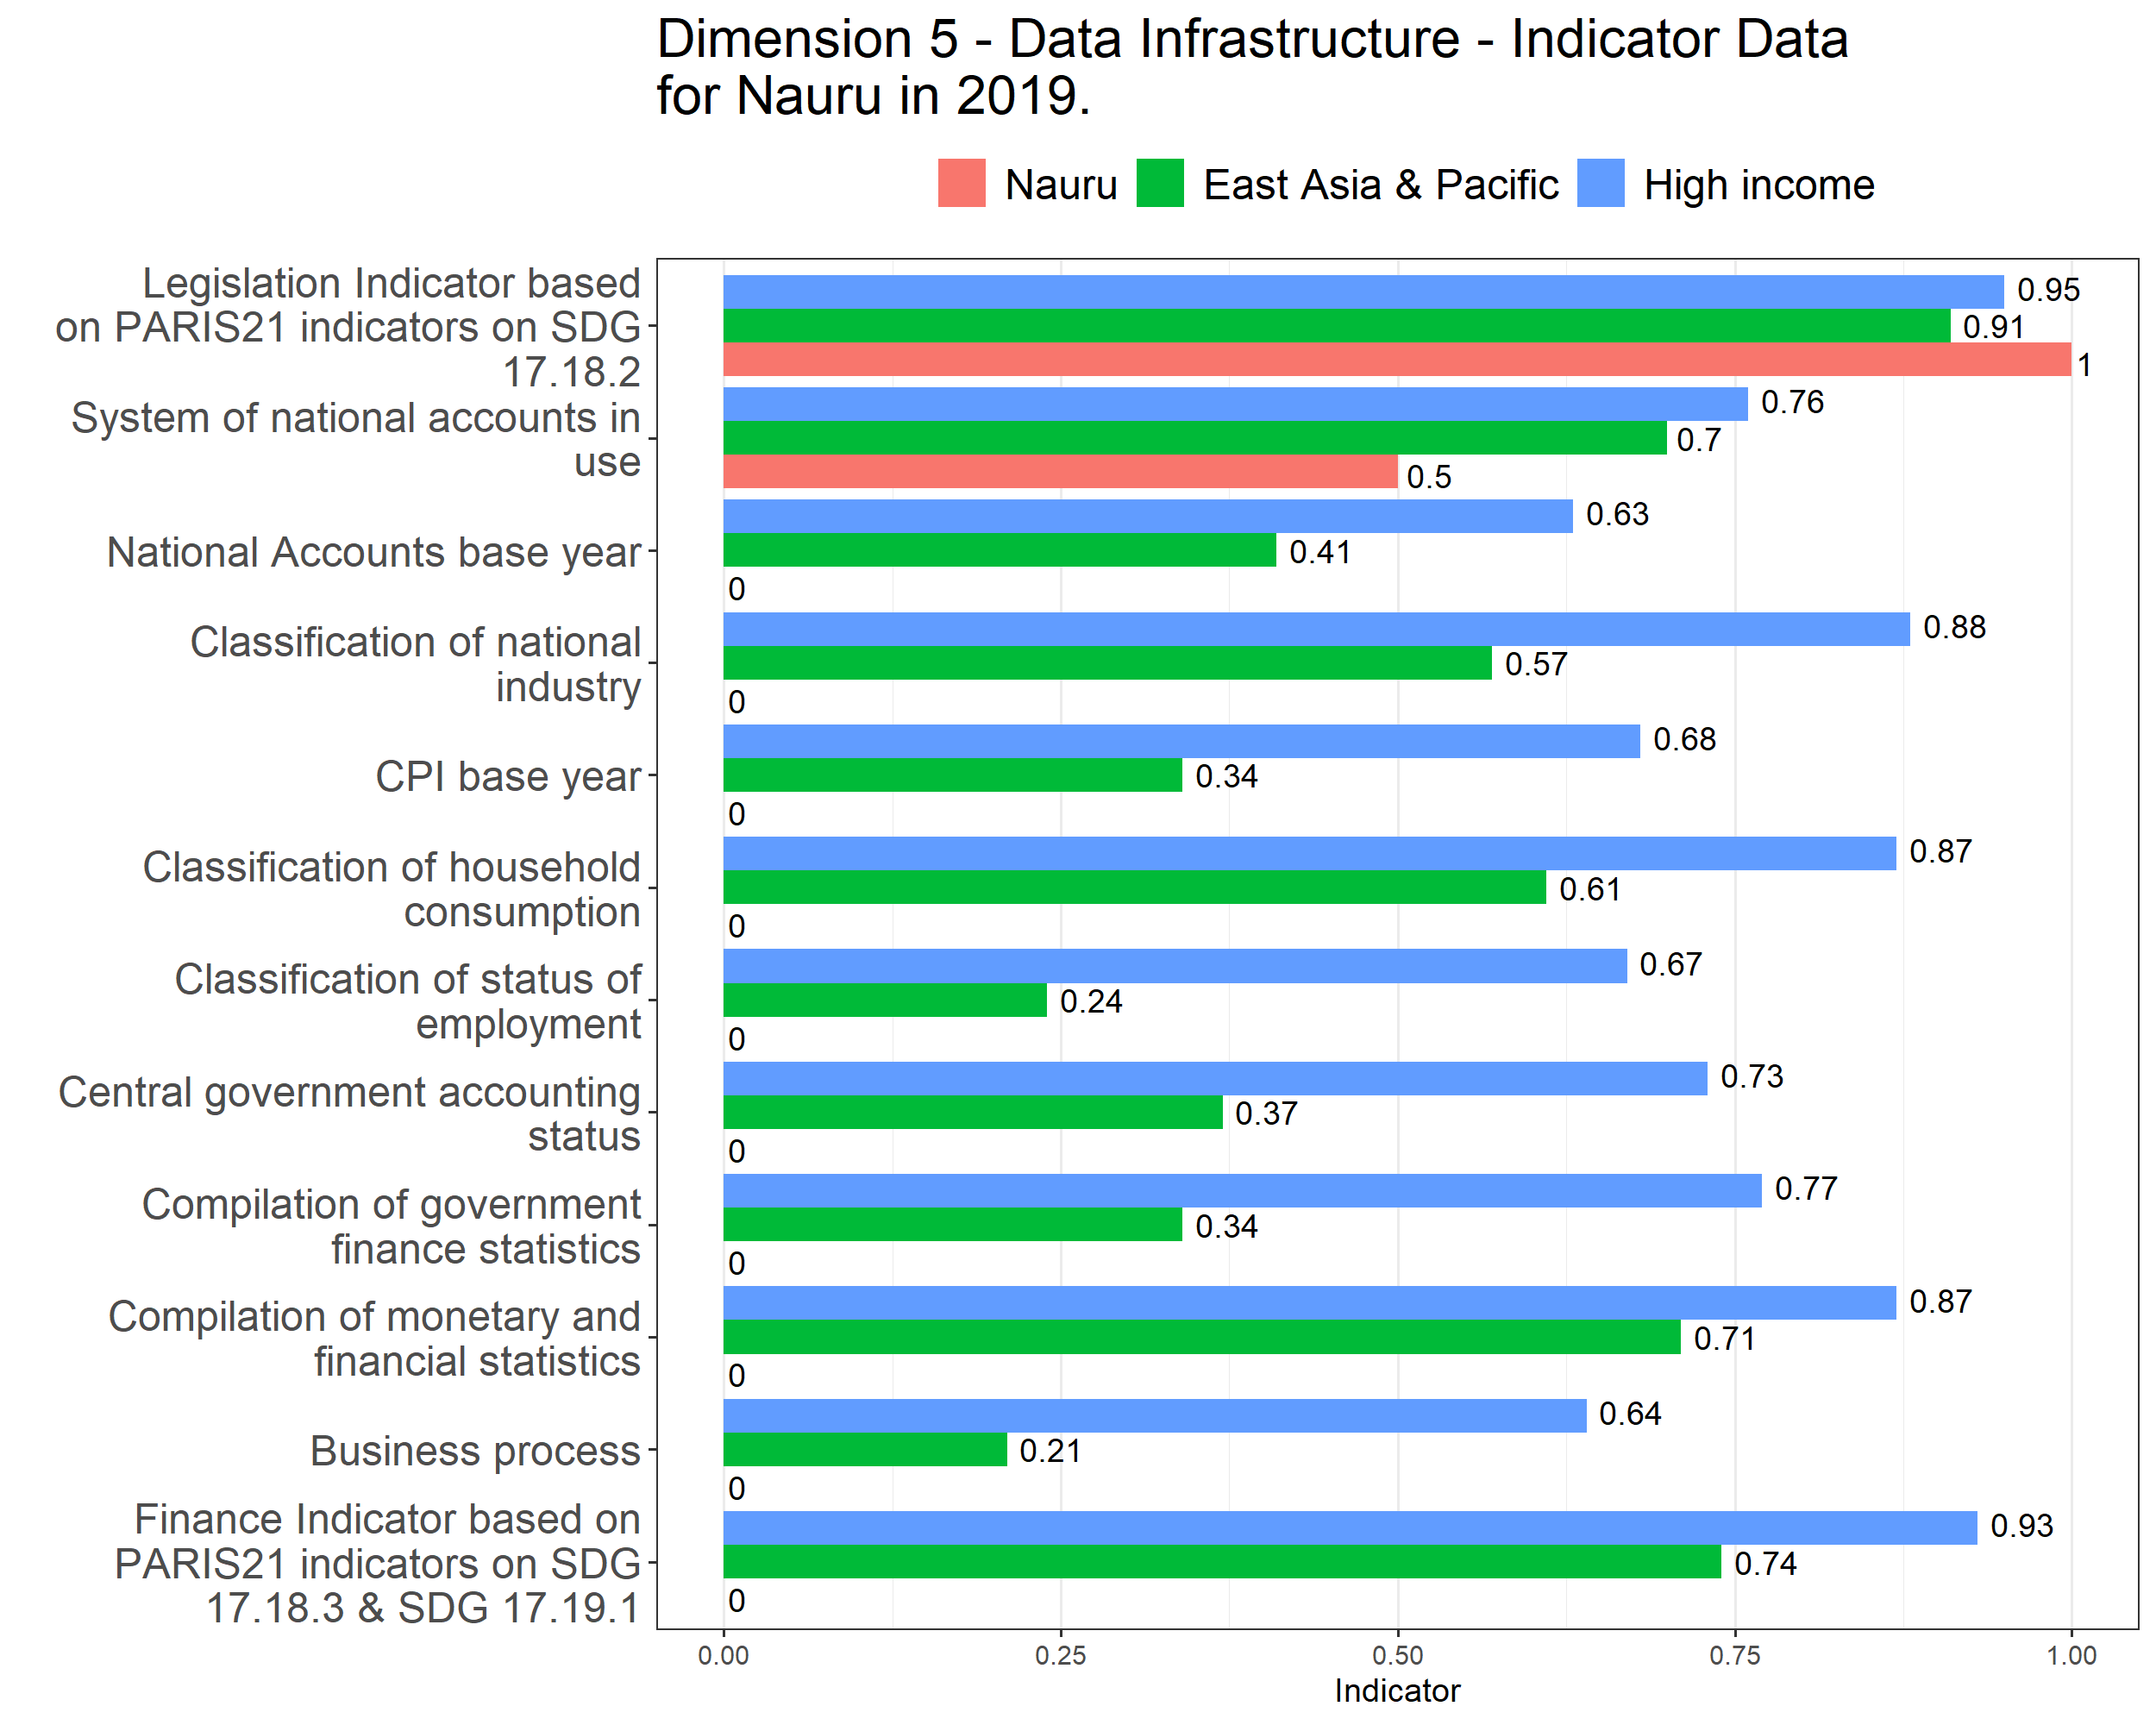 Dimension 5 - Data Infrastructure - Indicator Data
for Nauru in 2019.
Nauru
East Asia & Pacific
High income
Legislation Indicator based
on PARIS21 indicators on SDG
17.18.2
0.95
0.91
1
System of national accounts in
use
0.76
0.7
0.5
National Accounts base year
0.63
0.41
0
Classification of national
industry
0.88
0.57
0
CPI base year
0.68
0.34
0
Classification of household
consumption
0.87
0.61
0
Classification of status of
employment
0.67
0.24
0
Central government accounting
status
0.73
0.37
0
Compilation of government
finance statistics
0.77
0.34
0
Compilation of monetary and
financial statistics
0.87
0.71
0
Business process
0.64
0.21
0
Finance Indicator based on
PARIS21 indicators on SDG
17.18.3 & SDG 17.19.1
0.93
0.74
0
0.00
0.25
0.50
0.75
1.00
Indicator